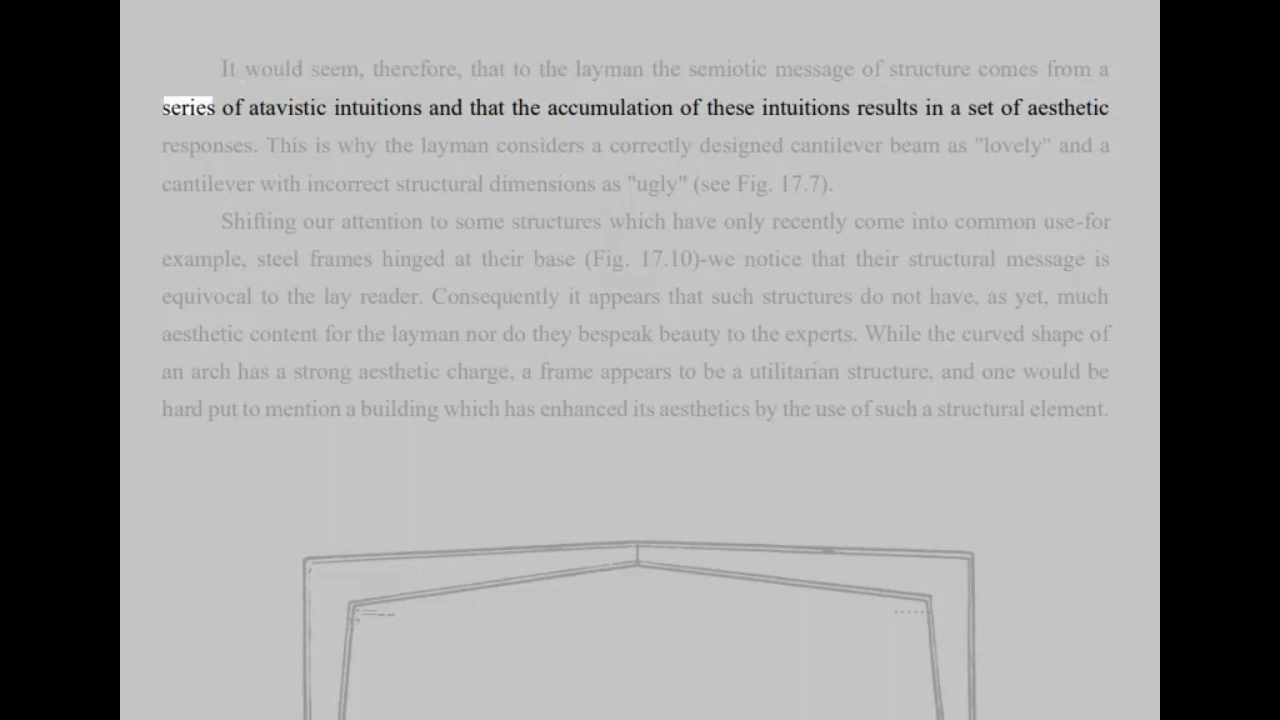 It would seem, therefore, that to the layman the semiotic message of structure comes from a
series of atavistic intuitions and that the accumulation of these intuitions results in a set of aesthetic
responses. This is why the layman considers a correctly designed cantilever beam as "lovely" and a
cantilever with incorrect structural dimensions as "ugly" (see Fig. 17.7).
Shifting our attention to some structures which have only recently come into common use-for
example, steel frames hinged at their base (Fig. 17.10)-we notice that their structural message is
equivocal to the lay reader. Consequently it appears that such structures do not have, as yet, much
aesthetic content for the layman nor do they bespeak beauty to the experts. While the curved shape of
an arch has a strong aesthetic charge, a frame appears to be a utilitarian structure, and one would be
hard put to mention a building which has enhanced its aesthetics by the use of such a structural element.